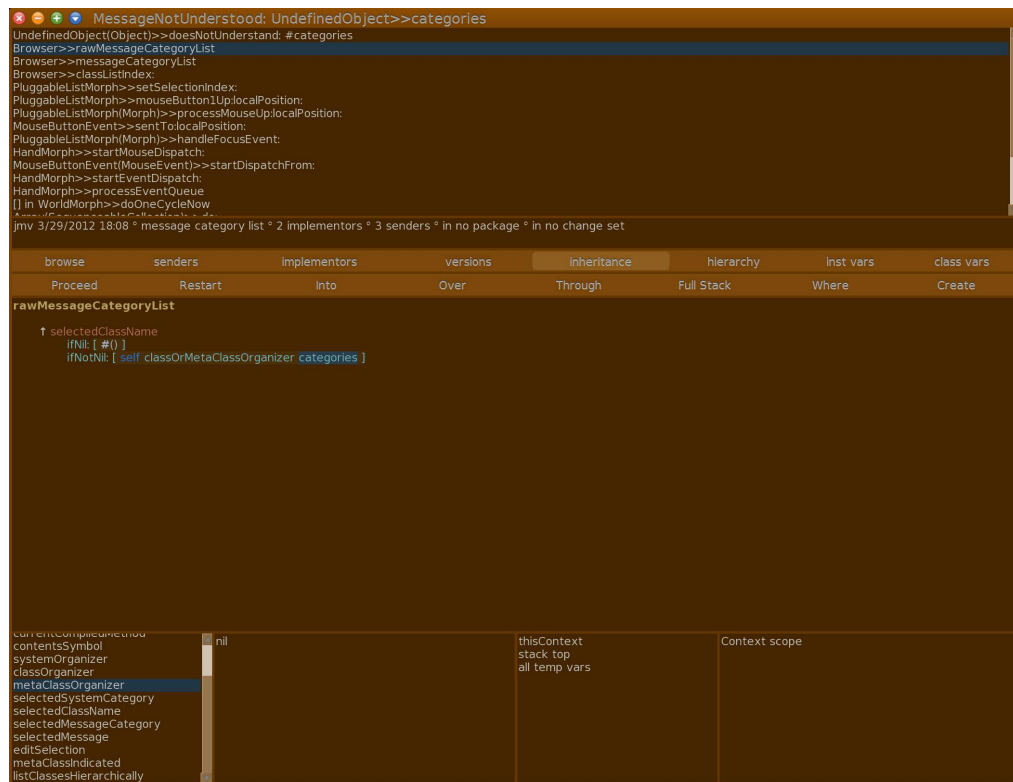 MessageNotUnderstood: UndefinedObject>>categories
UndefinedObject(Object)>>doesNotUnderstand: #categories
Browser>>rawMessageCategoryList
Browser>>messageCategoryList
Browser>>classListIndex:
PluggableListMorph>>setSelectionIndex:
PluggableListMorph>>mouseButton1Up:localPosition:
PluggableListMorph(Morph)>>processMouseUp:localPosition:
MouseButtonEvent>>sentTo:localPosition:
PluggableListMorph(Morph)>>handleFocusEvent:
HandMorph>>startMouseDispatch:
MouseButtonEvent(MouseEvent)>>startDispatchFrom:
HandMorph>>startEventDispatch:
HandMorph>>processEventQueue
[] in WorldMorph>>doOneCycleNow
Array(SequenceableCollection)>>do:
jmv 3/29/2012 18:08 ° message category list ° 2 implementors ° 3 senders ° in no package ° in no change set
browse senders implementors versions inheritance hierarchy inst vars class vars
Proceed Restart Into Over Through Full Stack Where Create
rawMessageCategoryList
↑ selectedClassName
ifNil: [ #() ]
ifNotNil: [ self classOrMetaClassOrganizer categories ]
currentCompiledMethod
contentsSymbol
systemOrganizer
classOrganizer
metaClassOrganizer
selectedSystemCategory
selectedClassName
selectedMessageCategory
selectedMessage
editSelection
metaClassIndicated
listClassesHierarchically
nil
thisContext
stack top
all temp vars
Context scope